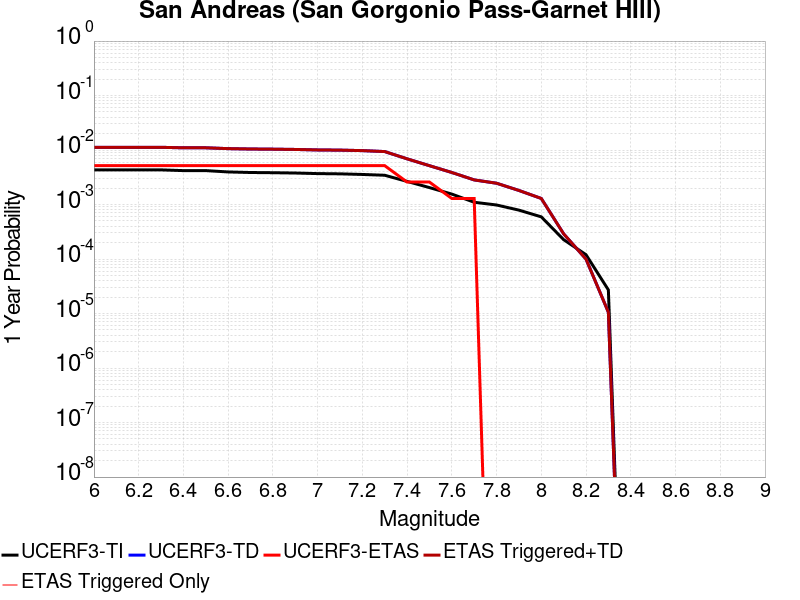 San Andreas (San Gorgonio Pass-Garnet HIll)
10^0
10^-1
10^-2
10^-3
10^-4
10^-5
10^-6
10^-7
10^-8
1 Year Probability
6 6.2 6.4 6.6 6.8 7 7.2 7.4 7.6 7.8 8 8.2 8.4 8.6 8.8 9
Magnitude
UCERF3-TI UCERF3-TD UCERF3-ETAS ETAS Triggered+TD
ETAS Triggered Only